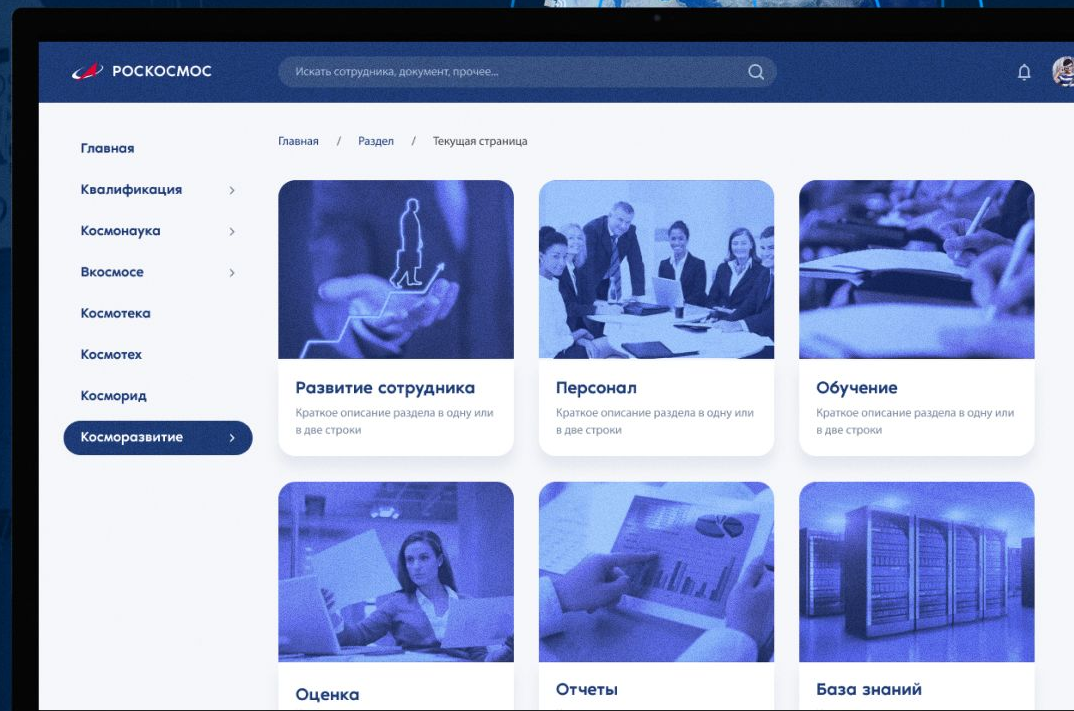 РОСКОСМОС
Искать сотрудника, документ, прочее...
Главная
Квалификация
Космонаука
Вкосмосе
Космотека
Космотех
Косморид
Косморазвитие
Главная / Раздел / Текущая страница
Развитие сотрудника
Краткое описание раздела в одну или
в две строки
Персонал
Краткое описание раздела в одну или
в две строки
Обучение
Краткое описание раздела в одну или
в две строки
Оценка
Отчеты
База знаний